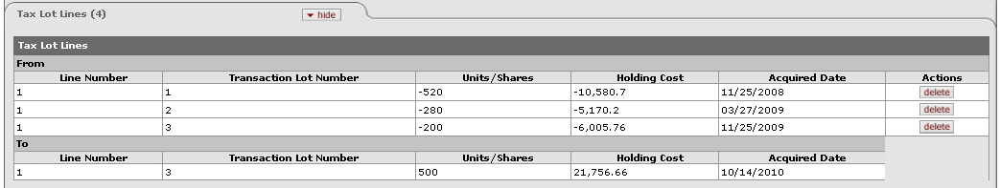 Tax Lot Lines (4) hide
Tax Lot Lines
From
Line Number Transaction Lot Number Units/Shares Holding Cost Acquired Date Actions
1 1 -520 -10,580.7 11/25/2008 delete
1 2 -280 -5,170.2 03/27/2009 delete
1 3 -200 -6,005.76 11/25/2009 delete
To
Line Number Transaction Lot Number Units/Shares Holding Cost Acquired Date
1 3 500 21,756.66 10/14/2010